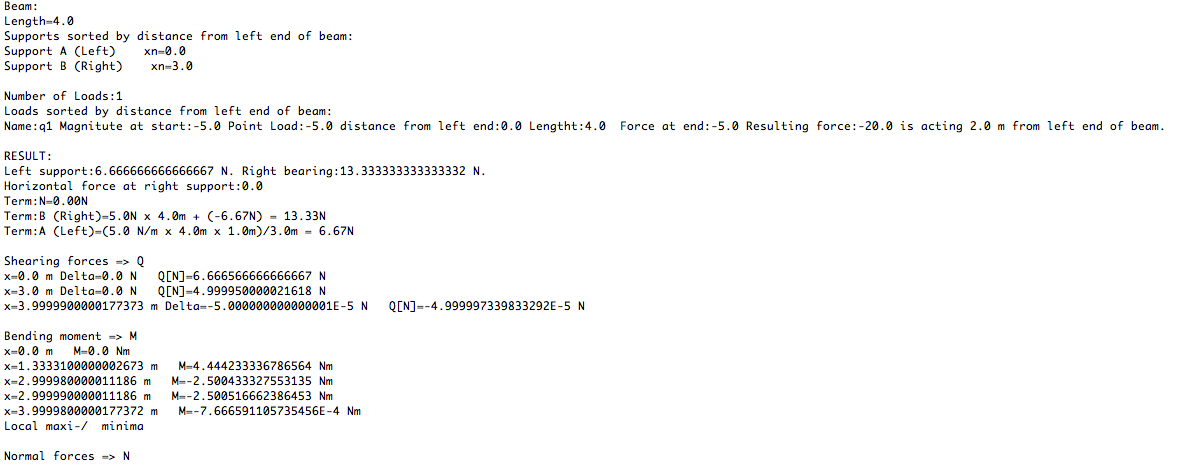 Beam:
Length=4.0
Supports sorted by distance from left end of beam:
Support A (Left)    xn=0.0
Support B (Right)    xn=3.0

Number of Loads:1
Loads sorted by distance from left end of beam:
Name:q1 Magnitute at start:-5.0 Point Load:-5.0 distance from left end:0.0 Lengtht:4.0  Force at end:-5.0 Resulting force:-20.0 is acting 2.0 m from left end of beam.

RESULT:
Left support:6.666666666666667 N. Right bearing:13.333333333333332 N.
Horizontal force at right support:0.0
Term:N=0.00N
Term:B (Right)=5.0N x 4.0m + (-6.67N) = 13.33N
Term:A (Left)=(5.0 N/m x 4.0m x 1.0m)/3.0m = 6.67N

Shearing forces => Q
x=0.0 m Delta=0.0 N   Q[N]=6.666566666666667 N
x=3.0 m Delta=0.0 N   Q[N]=4.999950000021618 N
x=3.9999900000177373 m Delta=-5.000000000000001E-5 N   Q[N]=-4.999997339833292E-5 N

Bending moment => M
x=0.0 m   M=0.0 Nm
x=1.3333100000002673 m   M=4.444233336786564 Nm
x=2.999980000011186 m   M=-2.500433327553135 Nm
x=2.999990000011186 m   M=-2.500516662386453 Nm
x=3.9999800000177372 m   M=-7.666591105735456E-4 Nm
Local maxi-/  minima

Normal forces => N